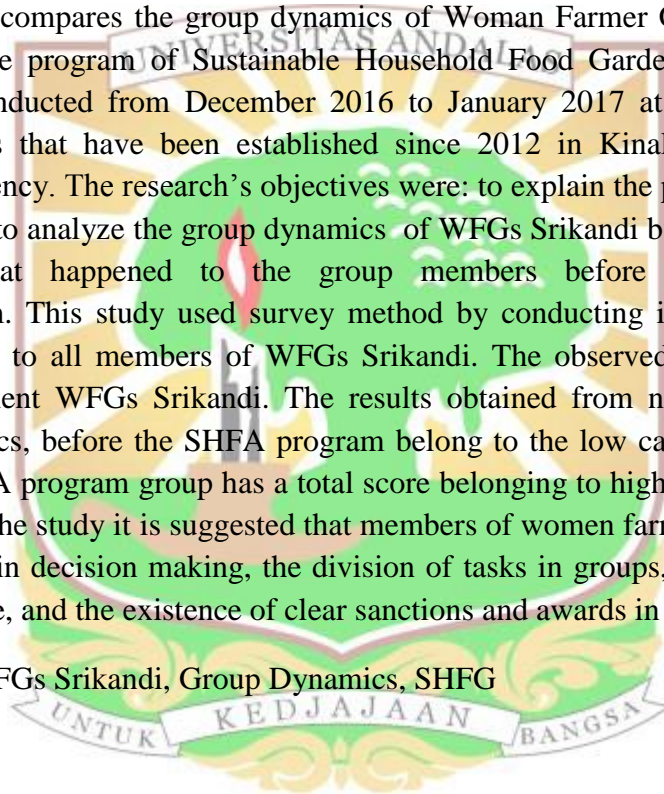 compares the group dynamics of Woman Farmer
UNIVERSITAS ANDALAS
e program of Sustainable Household Food Garde
nducted from December 2016 to January 2017 at
s that have been established since 2012 in Kinal
ency. The research's objectives were: to explain the p
to analyze the group dynamics of WFGs Srikandi b
at happened to the group members before
n. This study used survey method by conducting i
to all members of WFGs Srikandi. The observed
nent WFGs Srikandi. The results obtained from n
cs, before the SHFA program belong to the low ca
A program group has a total score belonging to high
he study it is suggested that members of women farr
in decision making, the division of tasks in groups,
e, and the existence of clear sanctions and awards in
FGs Srikandi, Group Dynamics, SHFG
UNTUK KEDJAJAAN BANGSA